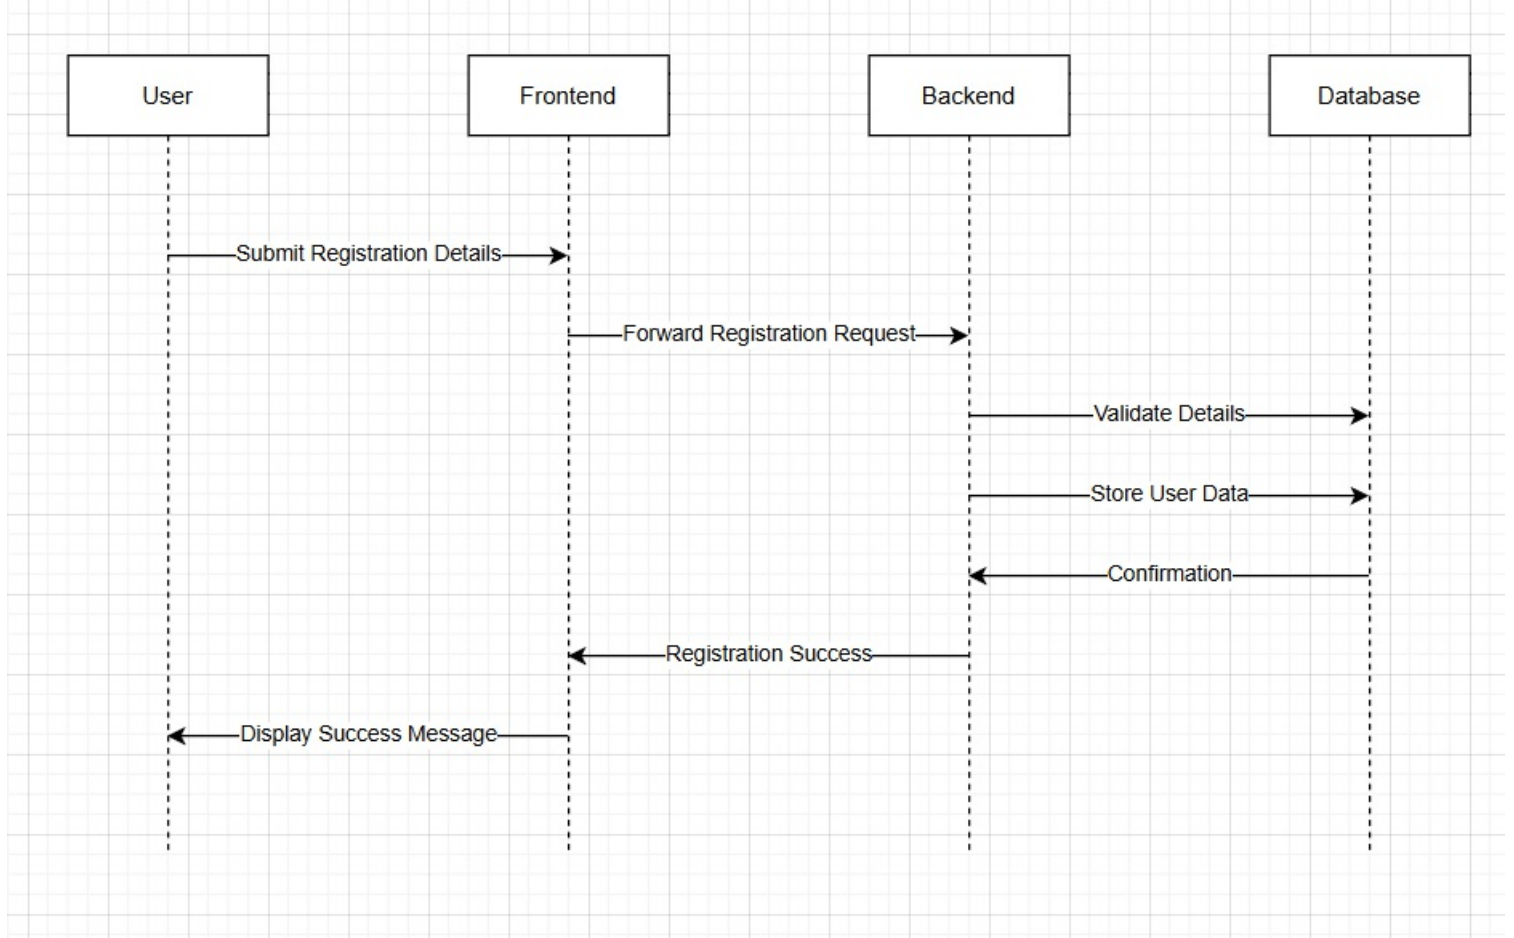 User
Frontend
Backend
Database
Submit Registration Details
Forward Registration Request
Validate Details
Store User Data
Confirmation
Registration Success
Display Success Message